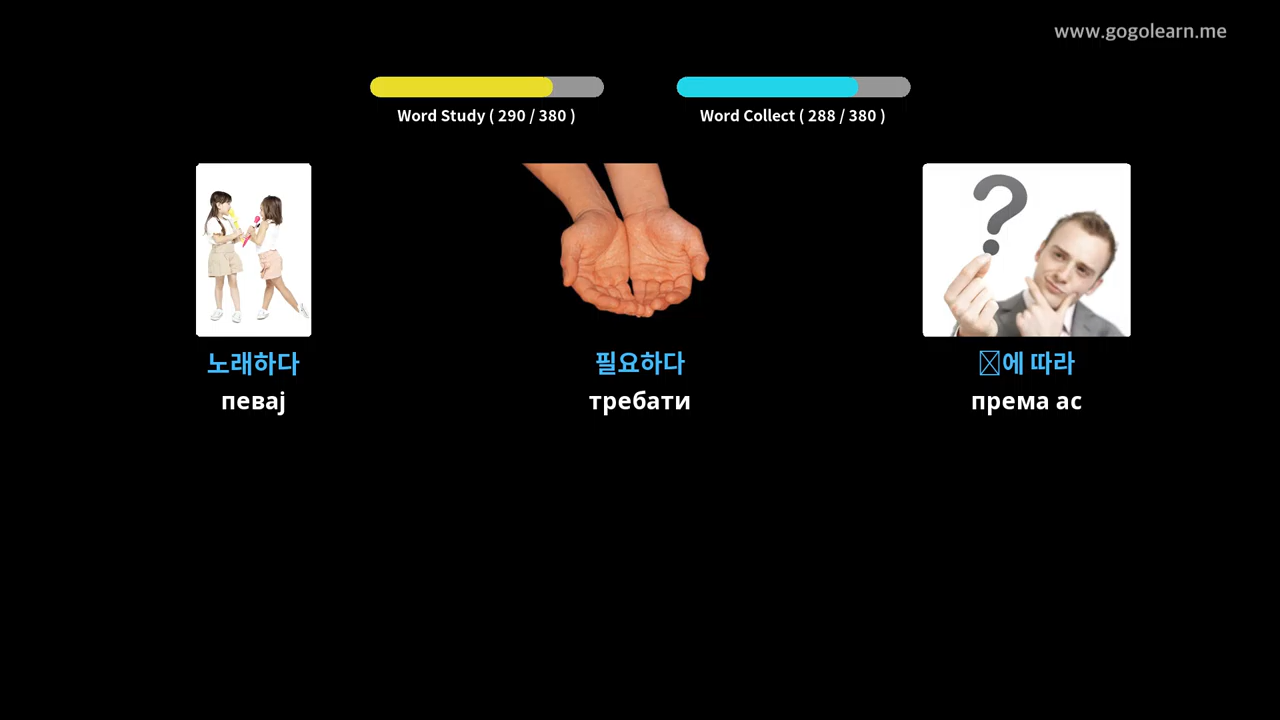 www.gogolearn.me
Word Study ( 290 / 380 )
Word Collect ( 288 / 380 )
노래하다
певај
필요하다
требати
에 따라
према ас